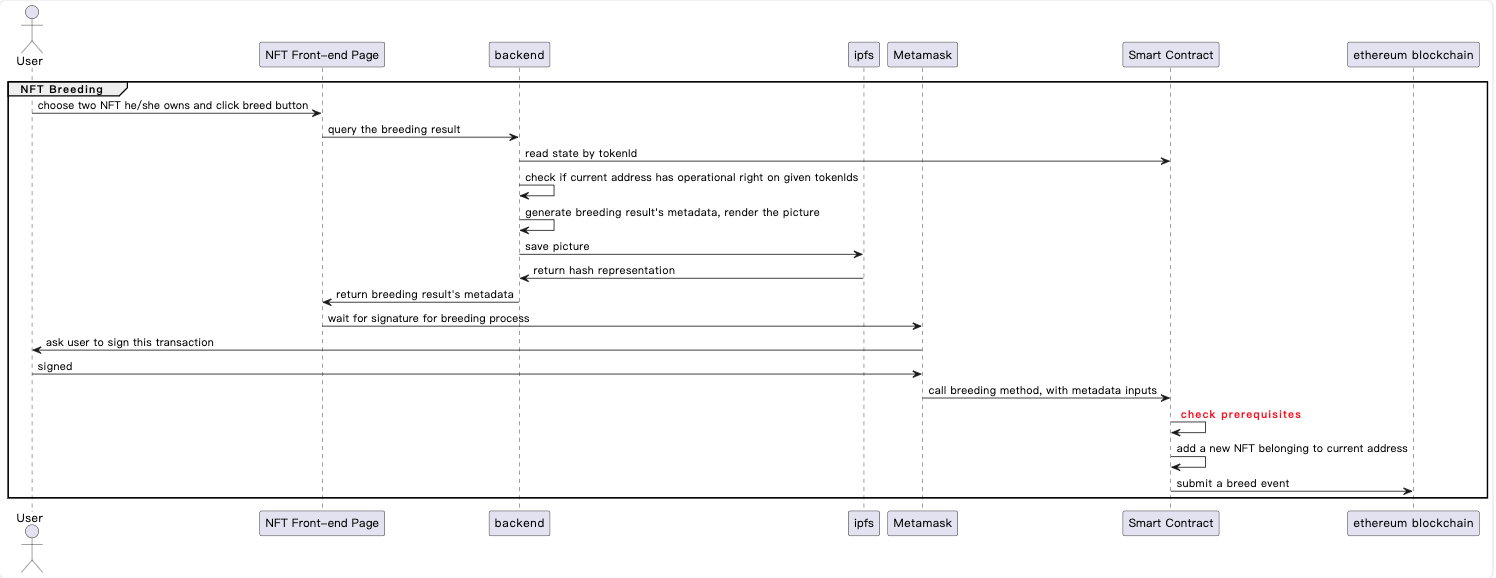 User
NFT Front-end Page
backend
ipfs
Metamask
Smart Contract
ethereum blockchain
NFT Breeding
choose two NFT he/she owns and click breed button
query the breeding result
read state by tokenId
check if current address has operational right on given tokenIds
generate breeding result's metadata, render the picture
save picture
return hash representation
return breeding result's metadata
wait for signature for breeding process
ask user to sign this transaction
signed
call breeding method, with metadata inputs
check prerequisites
add a new NFT belonging to current address
submit a breed event
User
NFT Front-end Page
backend
ipfs
Metamask
Smart Contract
ethereum blockchain